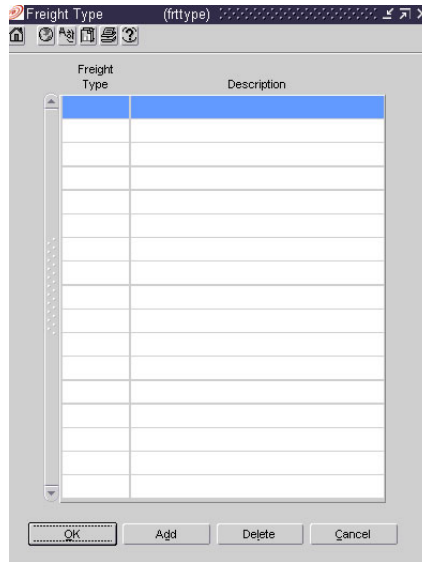 Freight Type (frttype)
Freight
Type Description
OK Add Delete Cancel